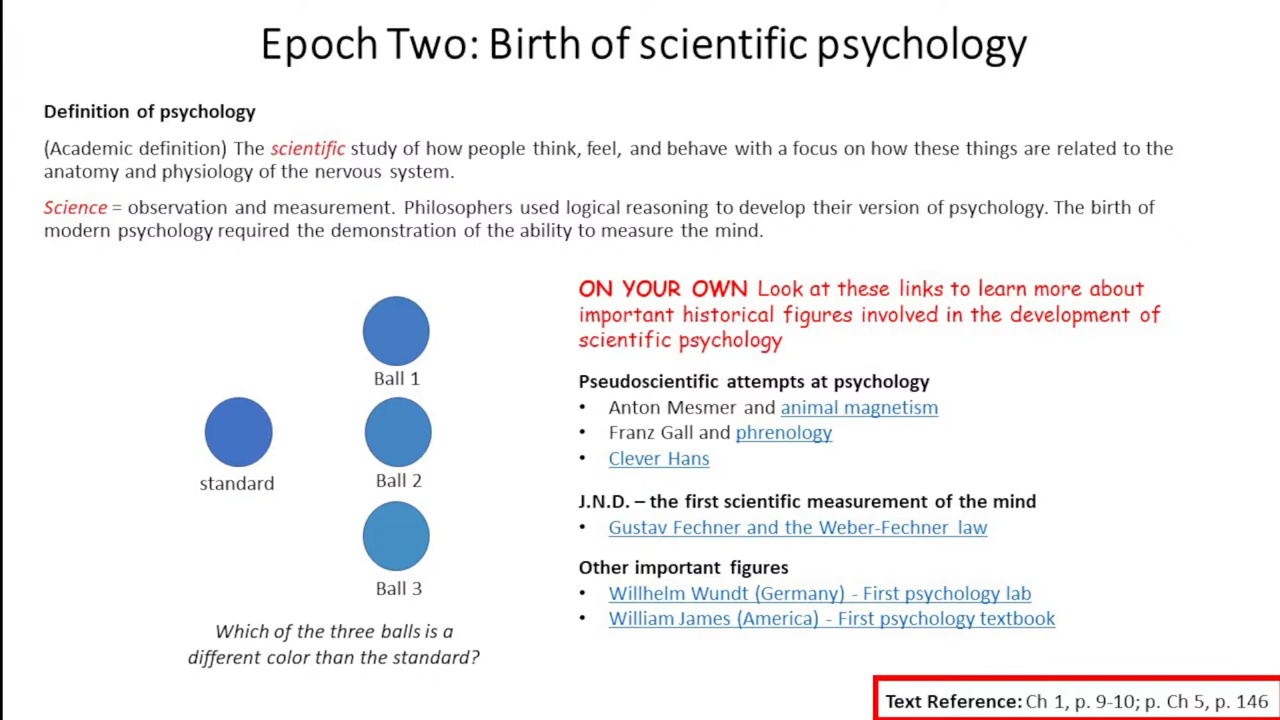 Epoch Two: Birth of scientific psychology
Definition of psychology
(Academic definition) The scientific study of how people think, feel, and behave with a focus on how these things are related to the
anatomy and physiology of the nervous system.
Science = observation and measurement. Philosophers used logical reasoning to develop their version of psychology. The birth of
modern psychology required the demonstration of the ability to measure the mind.
Ball 1
standard
Ball 2
Ball 3
Which of the three balls is a
different color than the standard?
ON YOUR OWN Look at these links to learn more about
important historical figures involved in the development of
scientific psychology
Pseudoscientific attempts at psychology
• Anton Mesmer and animal magnetism
• Franz Gall and phrenology
• Clever Hans
J.N.D. – the first scientific measurement of the mind
• Gustav Fechner and the Weber-Fechner law
Other important figures
• Willhelm Wundt (Germany) - First psychology lab
• William James (America) - First psychology textbook
Text Reference: Ch 1, p. 9-10; p. Ch 5, p. 146